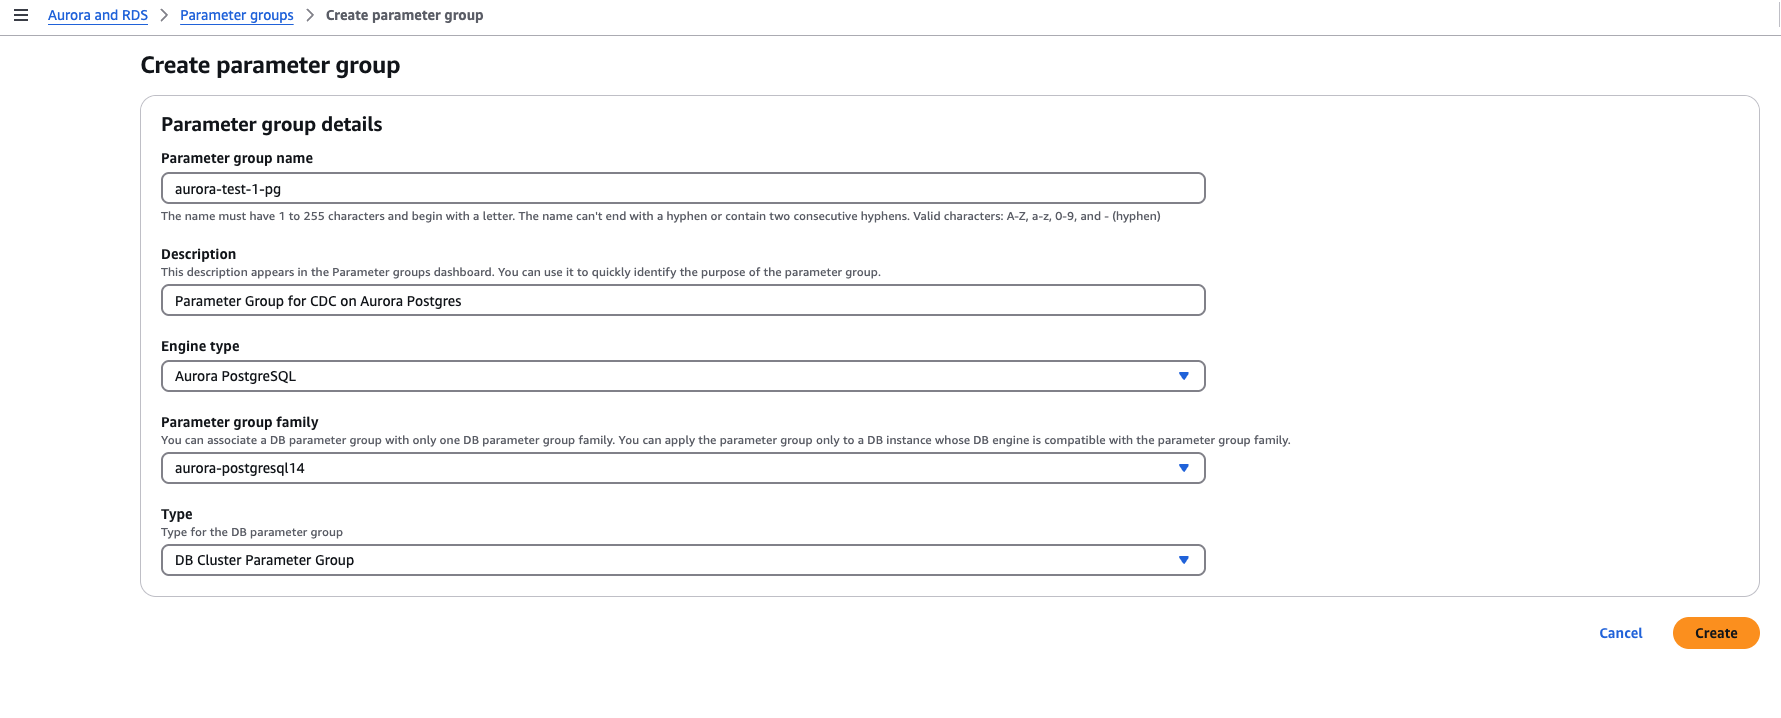 Aurora and RDS > Parameter groups > Create parameter group
Create parameter group
Parameter group details
Parameter group name
aurora-test-1-pg
The name must have 1 to 255 characters and begin with a letter. The name can't end with a hyphen or contain two consecutive hyphens. Valid characters: A-Z, a-z, 0-9, and - (hyphen)
Description
This description appears in the Parameter groups dashboard. You can use it to quickly identify the purpose of the parameter group.
Parameter Group for CDC on Aurora Postgres
Engine type
Aurora PostgreSQL
Parameter group family
You can associate a DB parameter group with only one DB parameter group family. You can apply the parameter group only to a DB instance whose DB engine is compatible with the parameter group family.
aurora-postgresql14
Type
Type for the DB parameter group
DB Cluster Parameter Group
Cancel Create